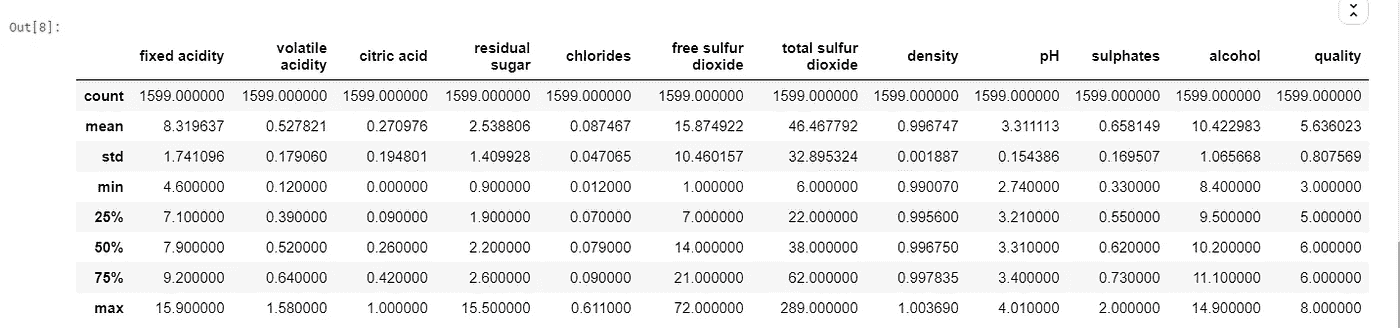 Out[8]:
fixed acidity volatile acidity citric acid residual sugar chlorides free sulfur dioxide total sulfur dioxide density pH sulphates alcohol quality
count 1599.000000 1599.000000 1599.000000 1599.000000 1599.000000 1599.000000 1599.000000 1599.000000 1599.000000 1599.000000 1599.000000 1599.000000
mean 8.319637 0.527821 0.270976 2.538806 0.087467 15.874922 46.467792 0.996747 3.311113 0.658149 10.422983 5.636023
std 1.741096 0.179060 0.194801 1.409928 0.047065 10.460157 32.895324 0.001887 0.154386 0.169507 1.065668 0.807569
min 4.600000 0.120000 0.000000 0.900000 0.012000 1.000000 6.000000 0.990070 2.740000 0.330000 8.400000 3.000000
25% 7.100000 0.390000 0.090000 1.900000 0.070000 7.000000 22.000000 0.995600 3.210000 0.550000 9.500000 5.000000
50% 7.900000 0.520000 0.260000 2.200000 0.079000 14.000000 38.000000 0.996750 3.310000 0.620000 10.200000 6.000000
75% 9.200000 0.640000 0.420000 2.600000 0.090000 21.000000 62.000000 0.997835 3.400000 0.730000 11.100000 6.000000
max 15.900000 1.580000 1.000000 15.500000 0.611000 72.000000 289.000000 1.003690 4.010000 2.000000 14.900000 8.000000